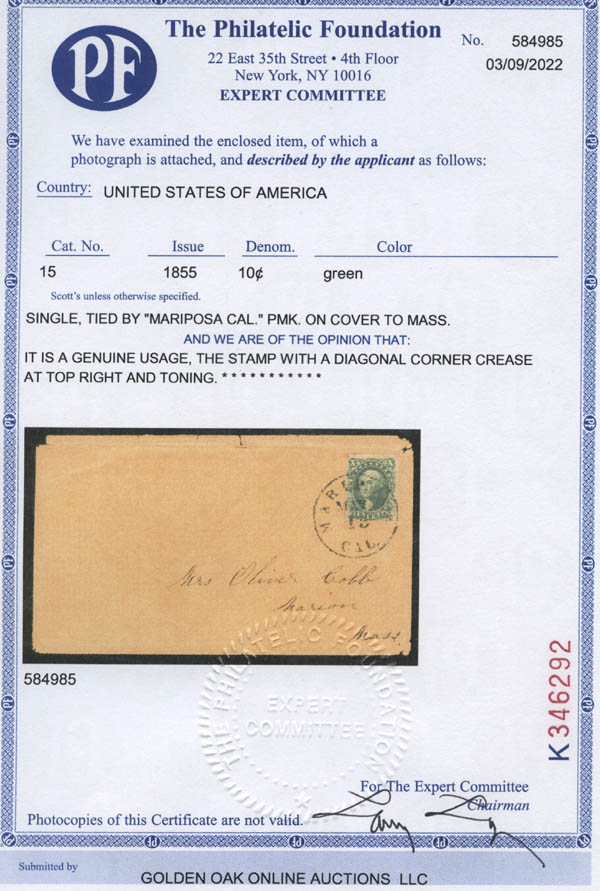 PF
The Philatelic Foundation
22 East 35th Street • 4th Floor
New York, NY 10016
EXPERT COMMITTEE
No. 584985
03/09/2022
We have examined the enclosed item, of which a
photograph is attached, and described by the applicant as follows:
Country: UNITED STATES OF AMERICA
Cat. No. Issue Denom. Color
15 1855 10¢ green
Scott's unless otherwise specified.
SINGLE, TIED BY "MARIPOSA CAL." PMK. ON COVER TO MASS.
AND WE ARE OF THE OPINION THAT:
IT IS A GENUINE USAGE, THE STAMP WITH A DIAGONAL CORNER CREASE
AT TOP RIGHT AND TONING. * * * * * * * * * * *
CAL.
Mrs Oliver Cobb
Marion
Mass.
584985
THE PHILATELIC FOUNDATION
EXPERT
COMMITTEE
K346292
For The Expert Committee
Chairman
Photocopies of this Certificate are not valid.
Submitted by
GOLDEN OAK ONLINE AUCTIONS LLC